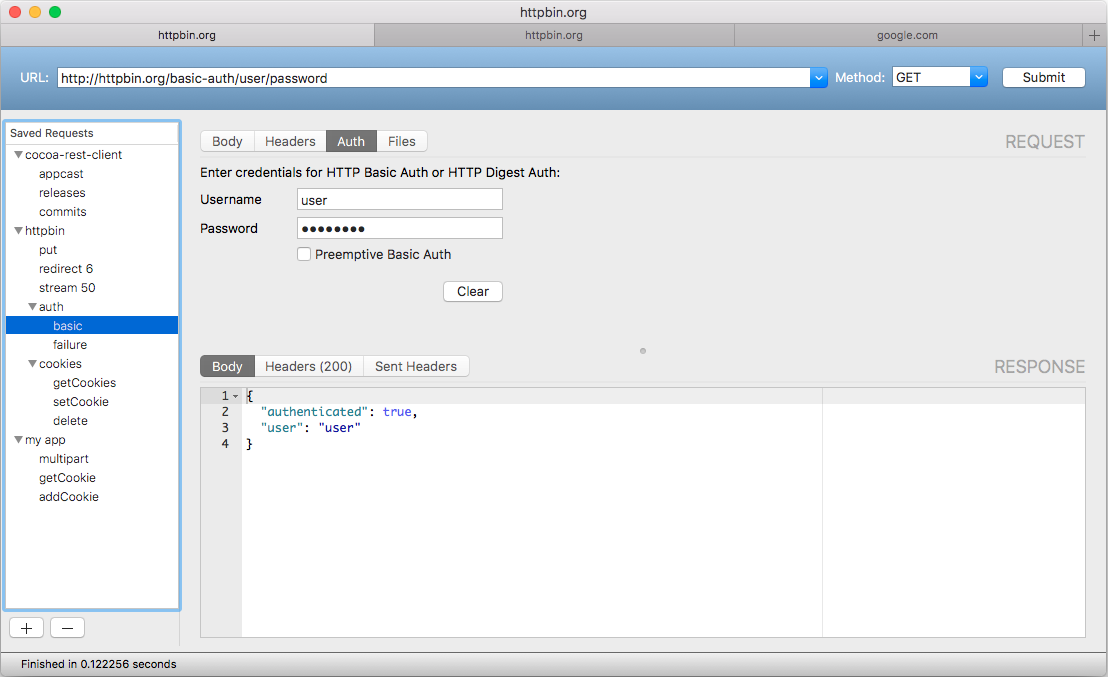 httpbin.org
httpbin.org
httpbin.org
google.com
URL:
http://httpbin.org/basic-auth/user/password
Method:
GET
Submit
Saved Requests
cocoa-rest-client
appcast
releases
commits
httpbin
put
redirect 6
stream 50
auth
basic
failure
cookies
getCookies
setCookie
delete
my app
multipart
getCookie
addCookie
Body
Headers
Auth
Files
REQUEST
Enter credentials for HTTP Basic Auth or HTTP Digest Auth:
Username
user
Password
●●●●●●●●
Preemptive Basic Auth
Clear
Body
Headers (200)
Sent Headers
RESPONSE
1 {
2 "authenticated": true,
3 "user": "user"
4 }
Finished in 0.122256 seconds